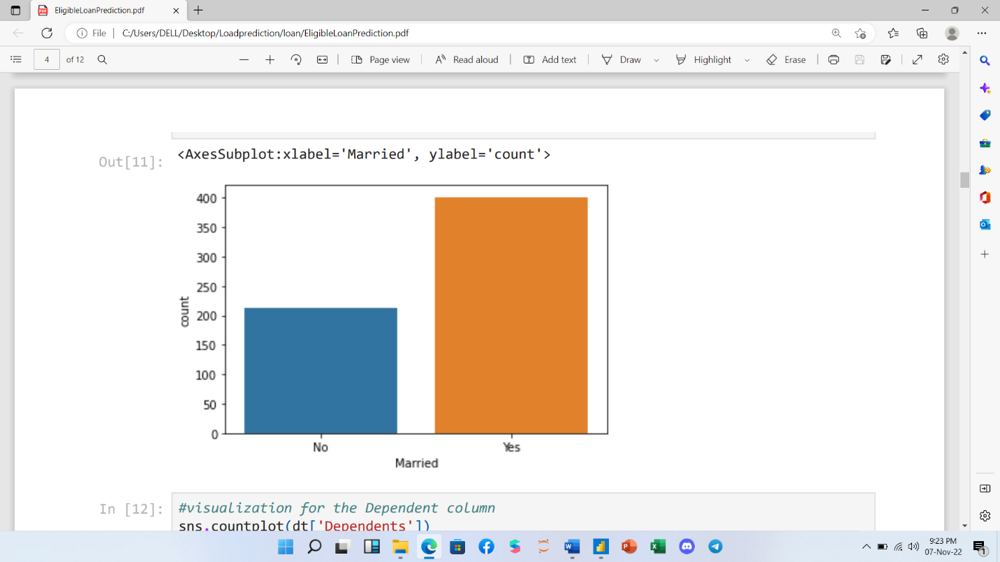 EligibleLoanPrediction.pdf
File
C:/Users/DELL/Desktop/Loadprediction/loan/EligibleLoanPrediction.pdf
4 of 12
Page view
Read aloud
Add text
Draw
Highlight
Erase
Out[11]:
<AxesSubplot:xlabel='Married', ylabel='count'>
400
350
300
250
200
150
100
50
0
count
No
Yes
Married
In [12]:
#visualization for the Dependent column
sns.countplot(dt['Dependents'])
9:23 PM
07-Nov-22
1